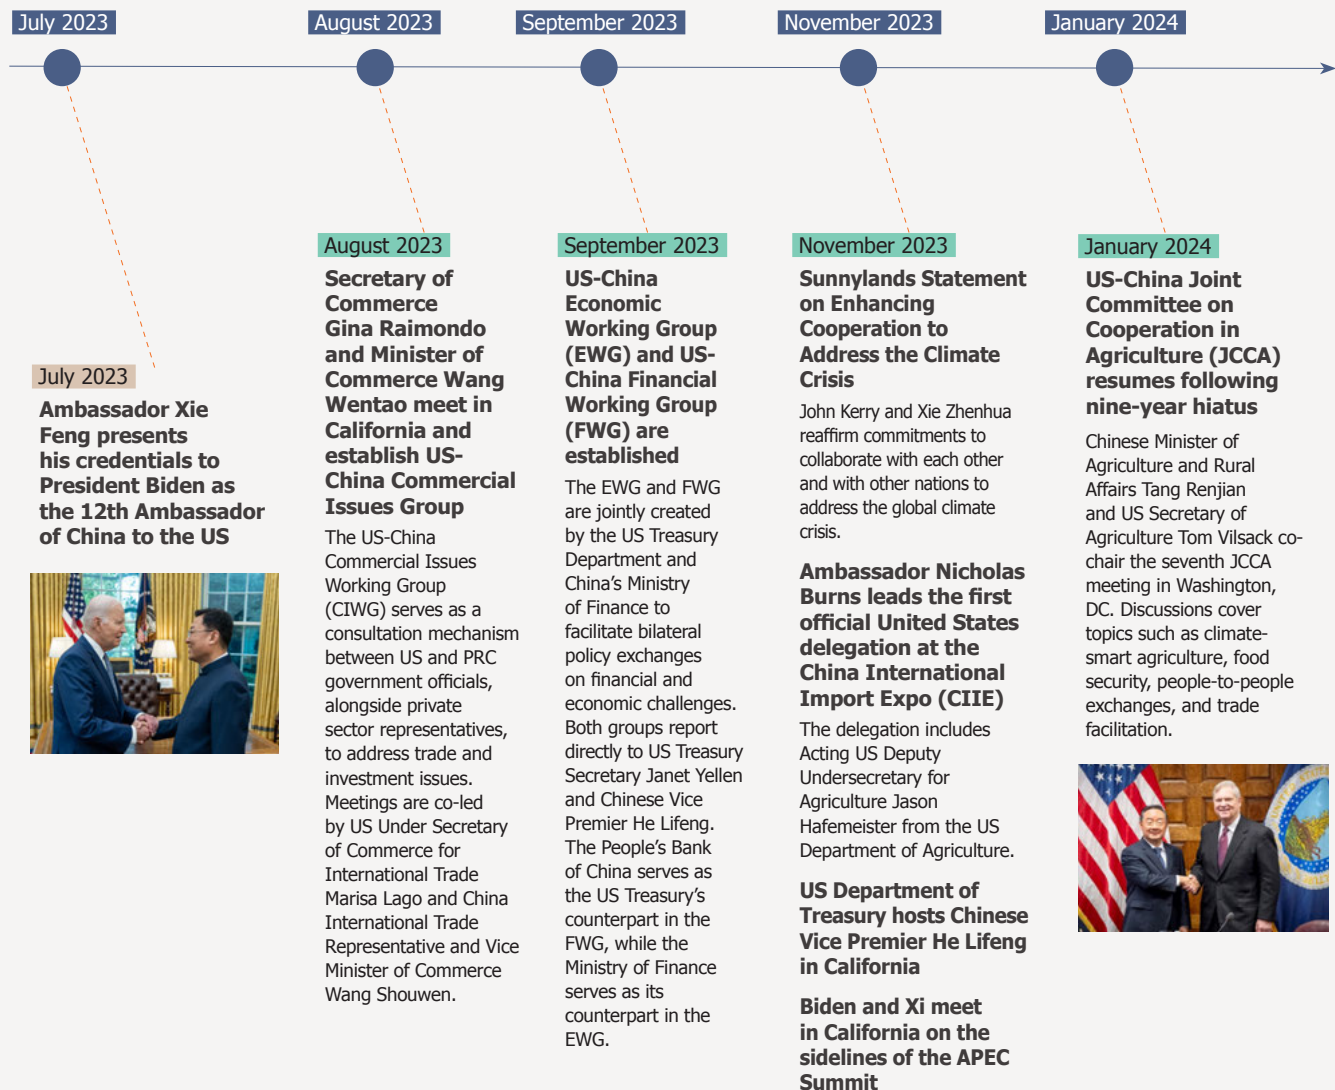 July 2023
August 2023
September 2023
November 2023
January 2024
July 2023
Ambassador Xie
Feng presents
his credentials to
President Biden as
the 12th Ambassador
of China to the US
August 2023
Secretary of
Commerce
Gina Raimondo
and Minister of
Commerce Wang
Wentao meet in
California and
establish US-
China Commercial
Issues Group
The US-China
Commercial Issues
Working Group
(CIWG) serves as a
consultation mechanism
between US and PRC
government officials,
alongside private
sector representatives,
to address trade and
investment issues.
Meetings are co-led
by US Under Secretary
of Commerce for
International Trade
Marisa Lago and China
International Trade
Representative and Vice
Minister of Commerce
Wang Shouwen.
September 2023
US-China
Economic
Working Group
(EWG) and US-
China Financial
Working Group
(FWG) are
established
The EWG and FWG
are jointly created
by the US Treasury
Department and
China’s Ministry
of Finance to
facilitate bilateral
policy exchanges
on financial and
economic challenges.
Both groups report
directly to US Treasury
Secretary Janet Yellen
and Chinese Vice
Premier He Lifeng.
The People’s Bank
of China serves as
the US Treasury’s
counterpart in the
FWG, while the
Ministry of Finance
serves as its
counterpart in the
EWG.
November 2023
Sunnylands Statement
on Enhancing
Cooperation to
Address the Climate
Crisis
John Kerry and Xie Zhenhua
reaffirm commitments to
collaborate with each other
and with other nations to
address the global climate
crisis.
Ambassador Nicholas
Burns leads the first
official United States
delegation at the
China International
Import Expo (CIIE)
The delegation includes
Acting US Deputy
Undersecretary for
Agriculture Jason
Hafemeister from the US
Department of Agriculture.
US Department of
Treasury hosts Chinese
Vice Premier He Lifeng
in California
Biden and Xi meet
in California on the
sidelines of the APEC
Summit
January 2024
US-China Joint
Committee on
Cooperation in
Agriculture (JCCA)
resumes following
nine-year hiatus
Chinese Minister of
Agriculture and Rural
Affairs Tang Renjian
and US Secretary of
Agriculture Tom Vilsack co-
chair the seventh JCCA
meeting in Washington,
DC. Discussions cover
topics such as climate-
smart agriculture, food
security, people-to-people
exchanges, and trade
facilitation.